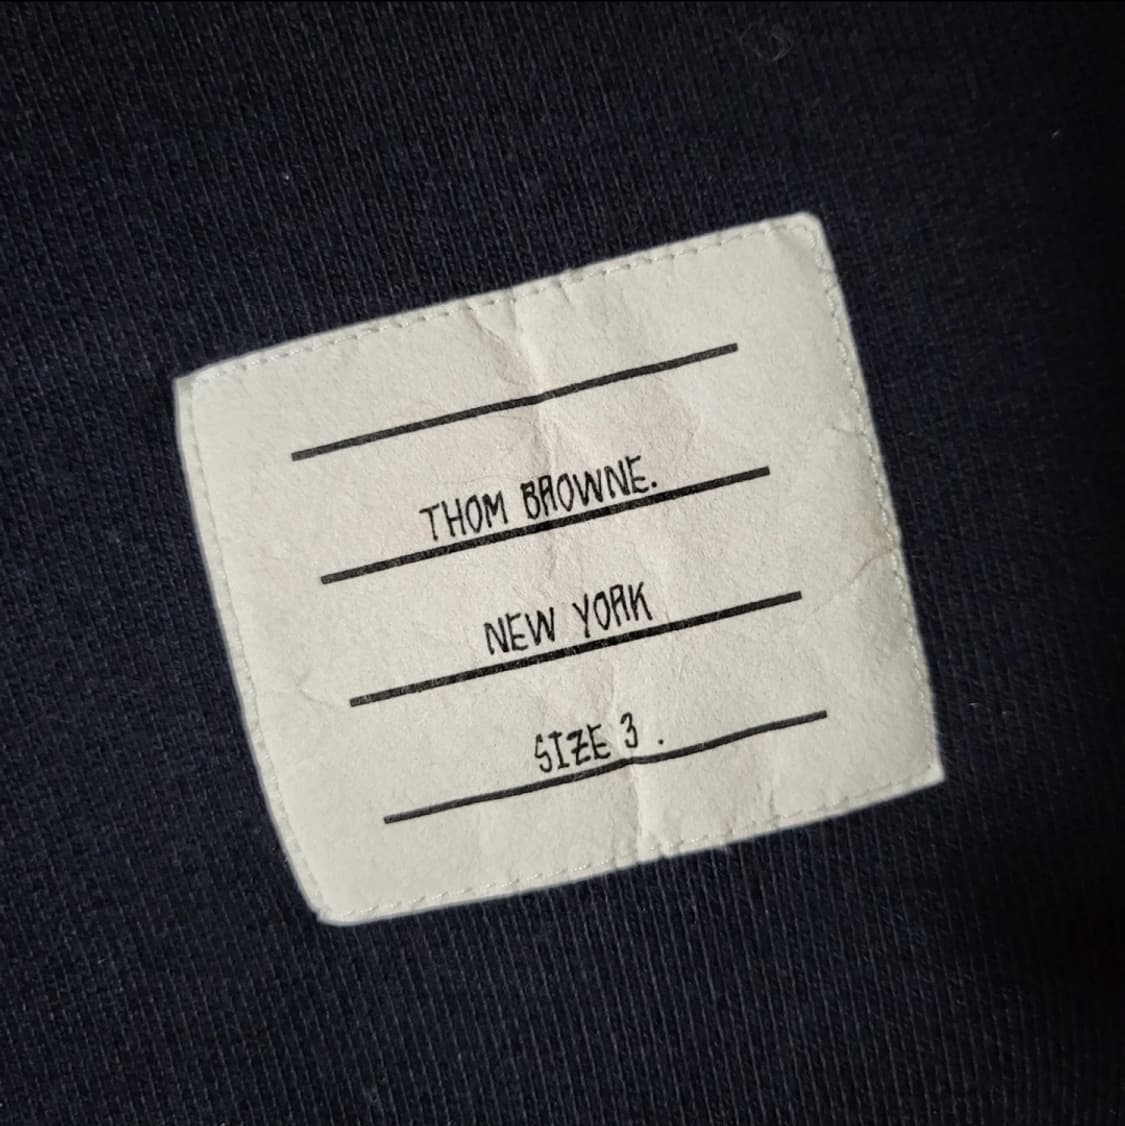 THOM BROWNE.
NEW YORK
SIZE 3 .